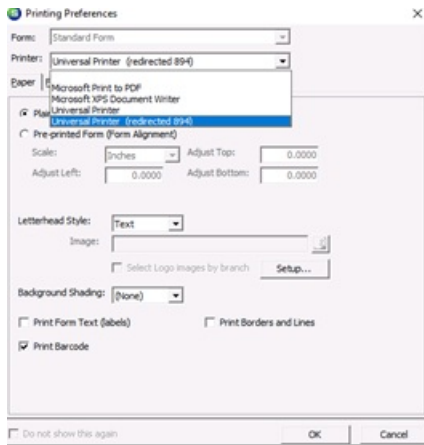 Printing Preferences
Form: Standard Form
Printer: Universal Printer (redirected 894)
Paper
Microsoft Print to PDF
Microsoft XPS Document Writer
Universal Printer
Universal Printer (redirected 894)
Pre-printed Form (Form Alignment)
Scale: Inches Adjust Top: 0.0000
Adjust Left: 0.0000 Adjust Bottom: 0.0000
Letterhead Style: Text
Image:
Select Logo images by branch Setup...
Background Shading: (None)
Print Form Text (labels) Print Borders and Lines
Print Barcode
Do not show this again OK Cancel